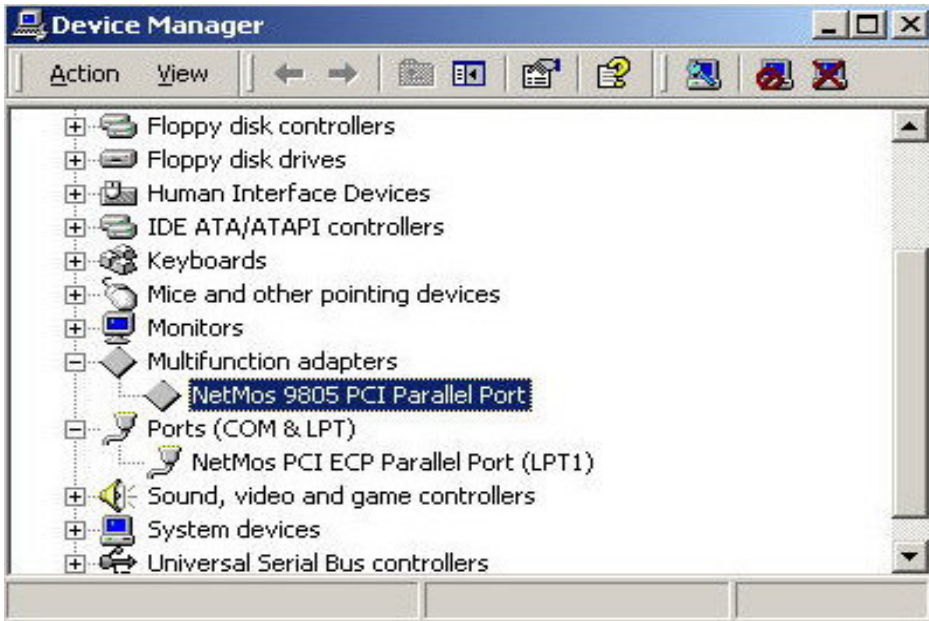 Device Manager
Action View
Floppy disk controllers
Floppy disk drives
Human Interface Devices
IDE ATA/ATAPI controllers
Keyboards
Mice and other pointing devices
Monitors
Multifunction adapters
NetMos 9805 PCI Parallel Port
Ports (COM & LPT)
NetMos PCI ECP Parallel Port (LPT1)
Sound, video and game controllers
System devices
Universal Serial Bus controllers